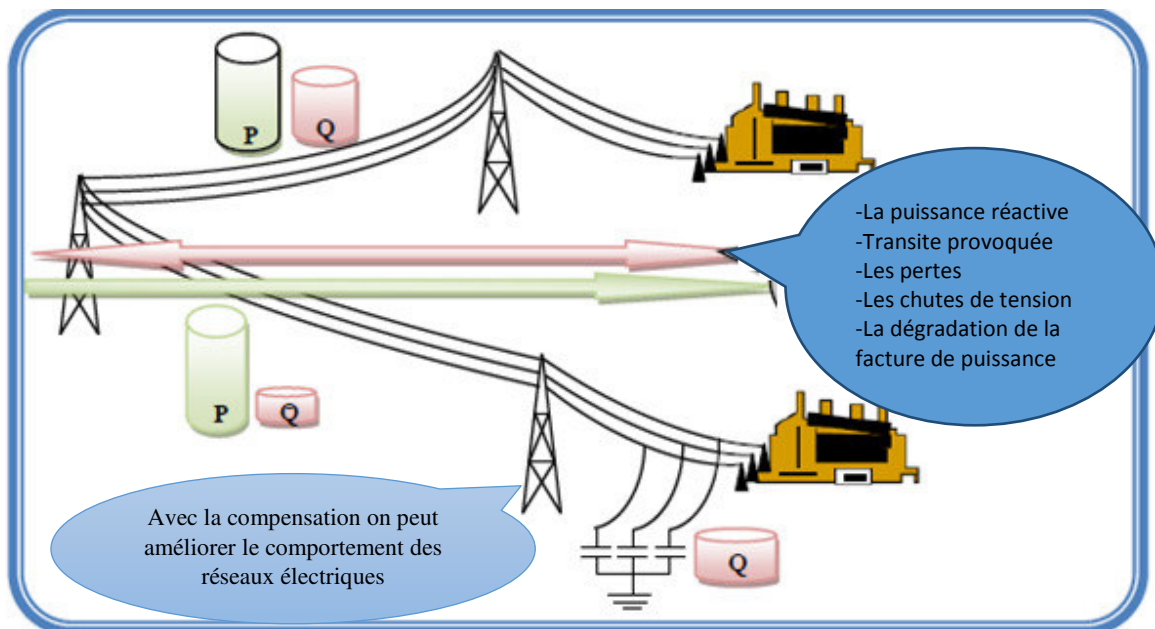 P
Q
-La puissance réactive
-Transite provoquée
-Les pertes
-Les chutes de tension
-La dégradation de la
facture de puissance
P
Q
Avec la compensation on peut
améliorer le comportement des
réseaux électriques
Q